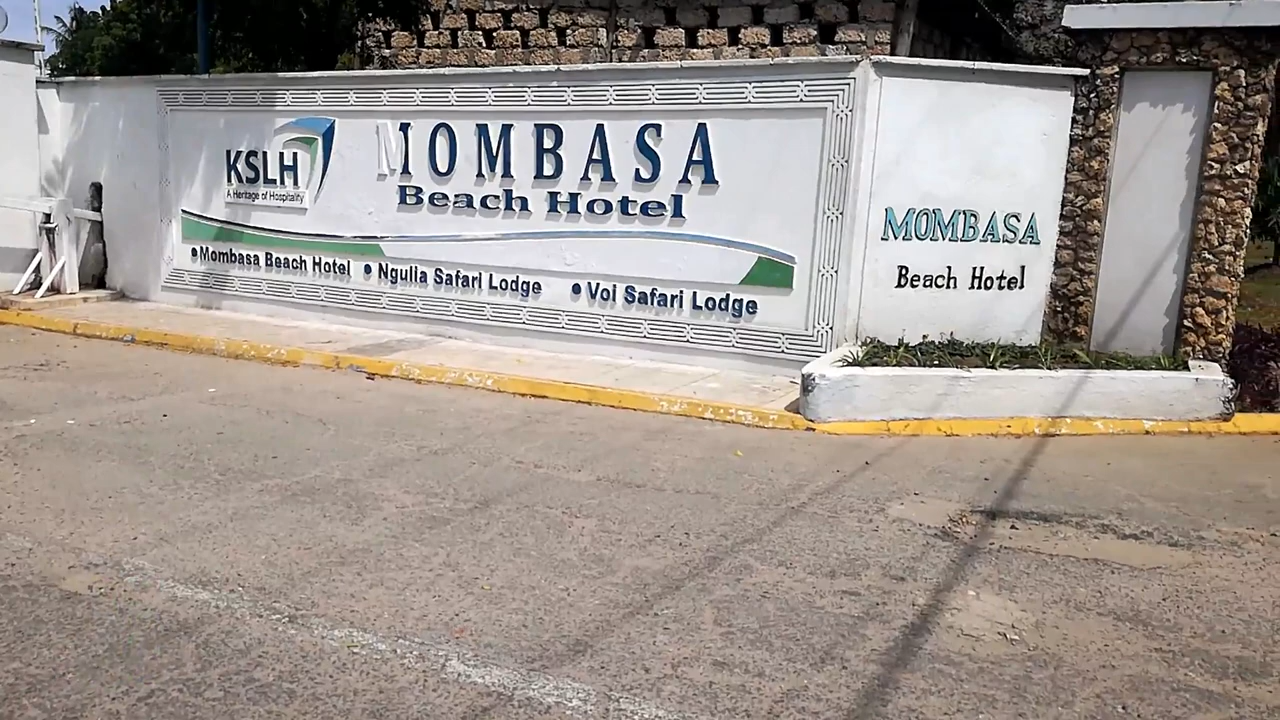 KSLH
A Heritage of Hospitality
MOMBASA
Beach Hotel
•Mombasa Beach Hotel • Ngulia Safari Lodge • Voi Safari Lodge
MOMBASA
Beach Hotel